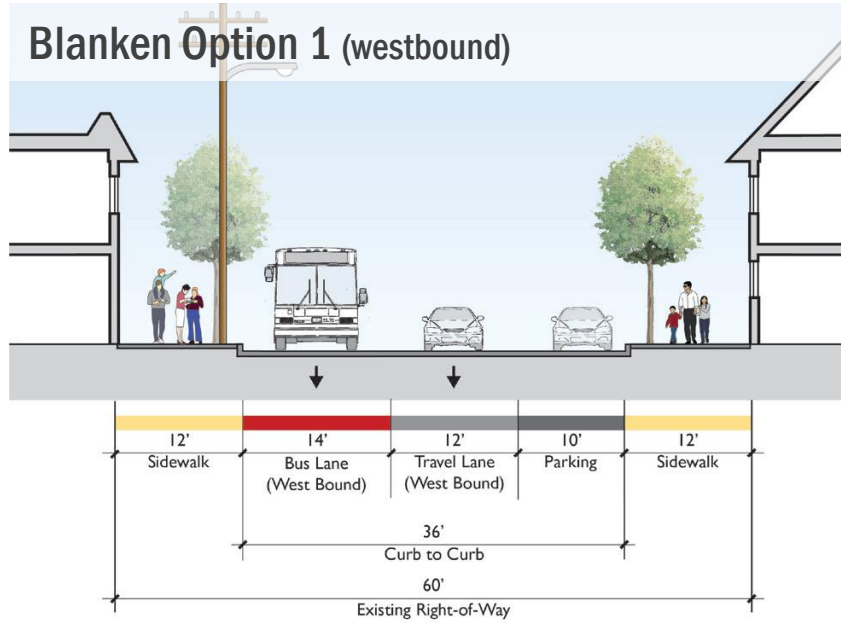 Blanken Option 1 (westbound)
12' 14' 12' 10' 12'
Sidewalk Bus Lane Travel Lane Parking Sidewalk
(West Bound) (West Bound)
36'
Curb to Curb
60'
Existing Right-of-Way